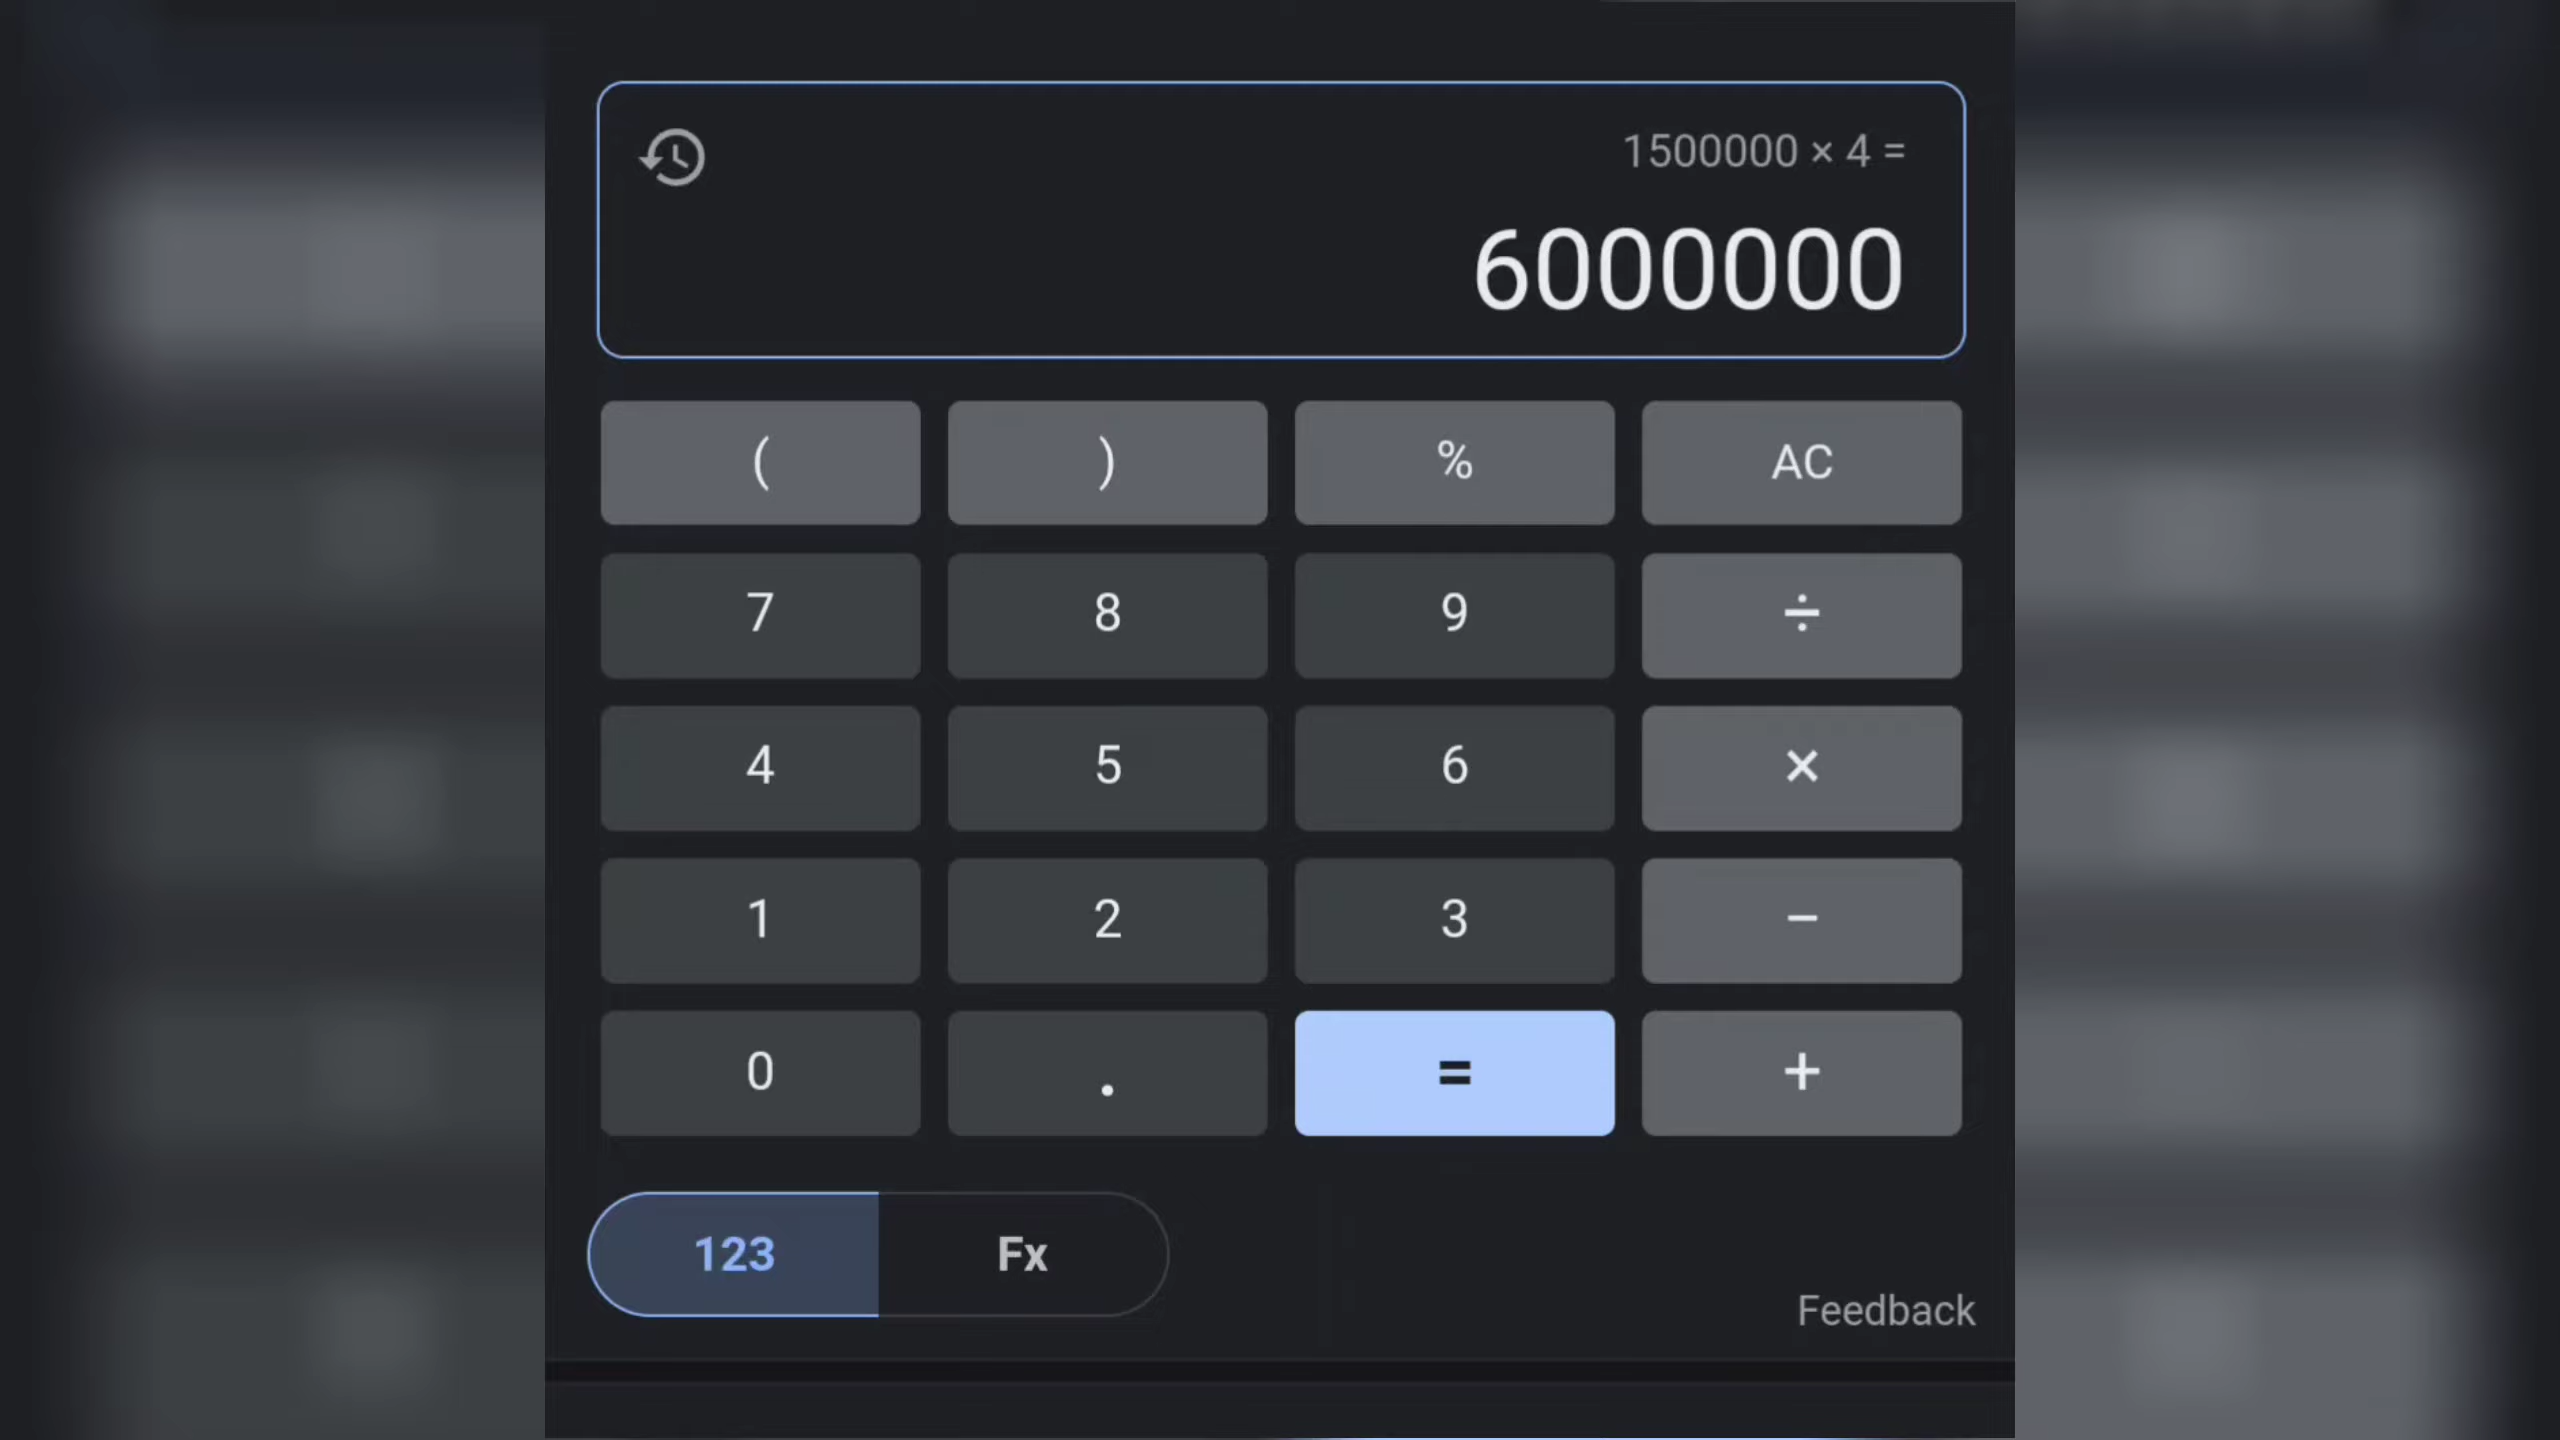 1500000 × 4 =
6000000
( ) % AC
7 8 9 ÷
4 5 6 ×
1 2 3 −
0 . = +
123 Fx
Feedback